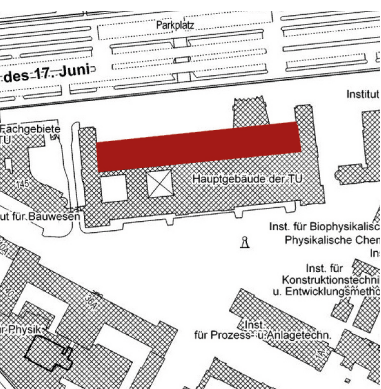 Parkplatz
des 17. Juni
Institut
Fachgebiete
TU
Hauptgebäude der TU
ut für Bauwesen
Inst. für Biophysikalisc
Physikalische Chem
Ins
Inst. für
Konstruktionstechni
u. Entwicklungsmetho
Inst.
für Prozess- u. Anlagetechn.
r Physik